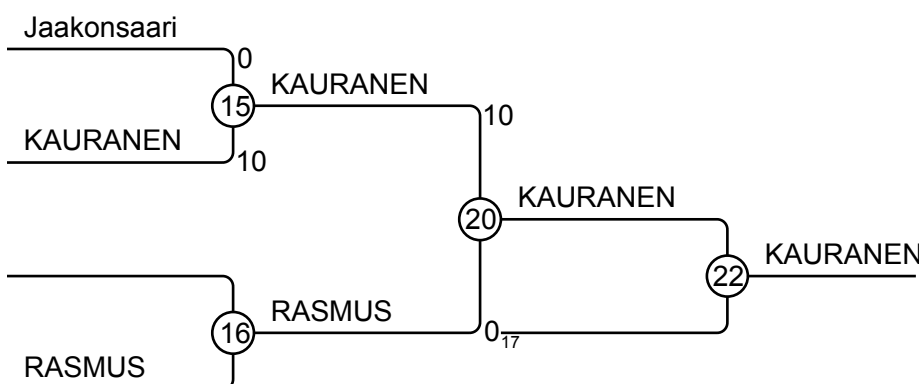 Jaakonsaari
0
15
KAURANEN
KAURANEN
10
10
20
KAURANEN
22
KAURANEN
16
RASMUS
0
17
RASMUS